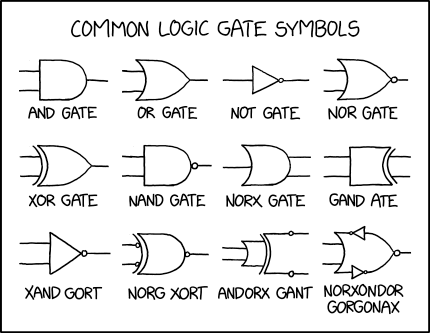 COMMON LOGIC GATE SYMBOLS
AND GATE
OR GATE
NOT GATE
NOR GATE
XOR GATE
NAND GATE
NORX GATE
GAND ATE
XAND GORT
NORG XORT
ANDORX GANT
NORXONDOR
GORGONAX